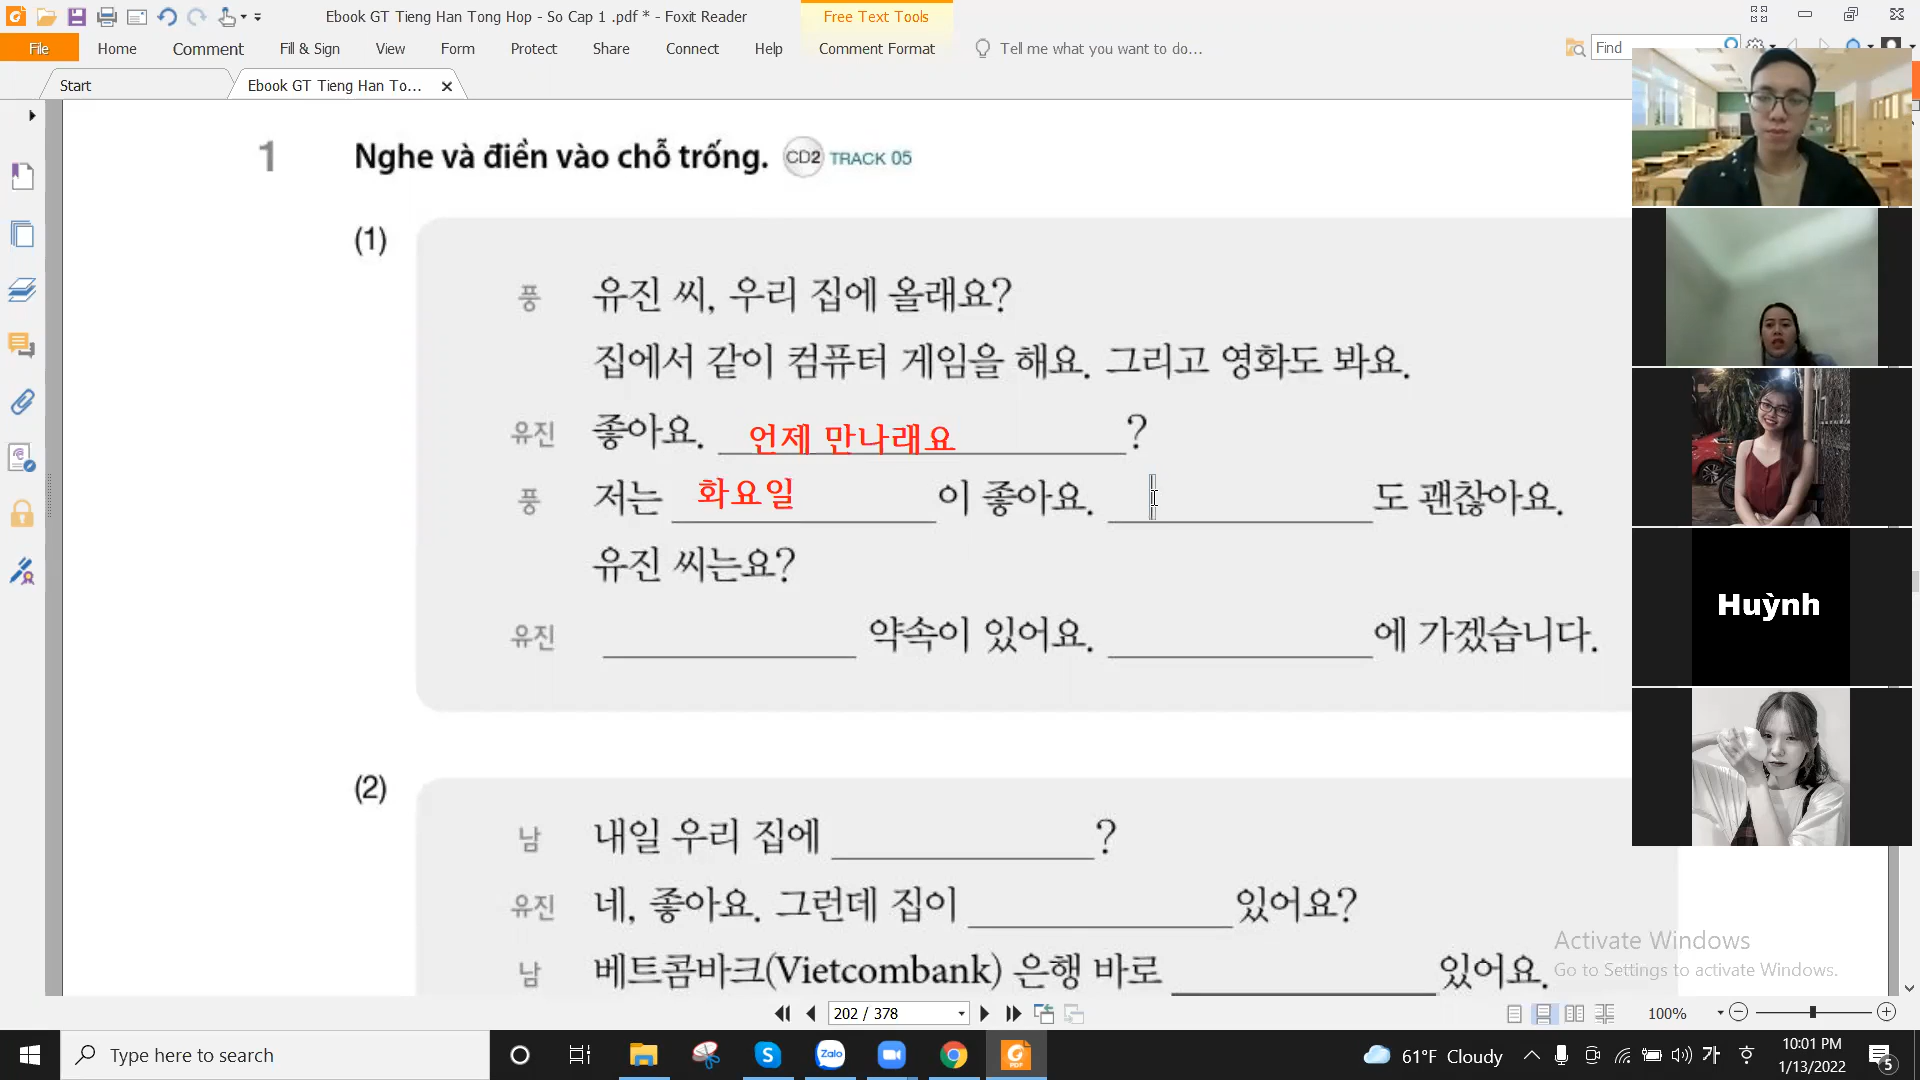 Ebook GT Tieng Han Tong Hop - So Cap 1 .pdf * - Foxit Reader
Free Text Tools
File Home Comment Fill & Sign View Form Protect Share Connect Help Comment Format Tell me what you want to do... Find
Start
Ebook GT Tieng Han To...
1 Nghe và điền vào chỗ trống. CD2 TRACK 05
(1)
풍 유진 씨, 우리 집에 올래요?
집에서 같이 컴퓨터 게임을 해요. 그리고 영화도 봐요.
유진 좋아요. 언제 만나래요 ?
풍 저는 화요일 이 좋아요. 도 괜찮아요.
유진 씨는요?
유진 약속이 있어요. 에 가겠습니다.
(2)
남 내일 우리 집에 ?
유진 네, 좋아요. 그런데 집이 있어요?
남 베트콤바크(Vietcombank) 은행 바로 있어요.
Huỳnh
Activate Windows
Go to Settings to activate Windows.
202 / 378
100%
Type here to search
Zalo
PDF
61°F Cloudy
가
10:01 PM
1/13/2022
5